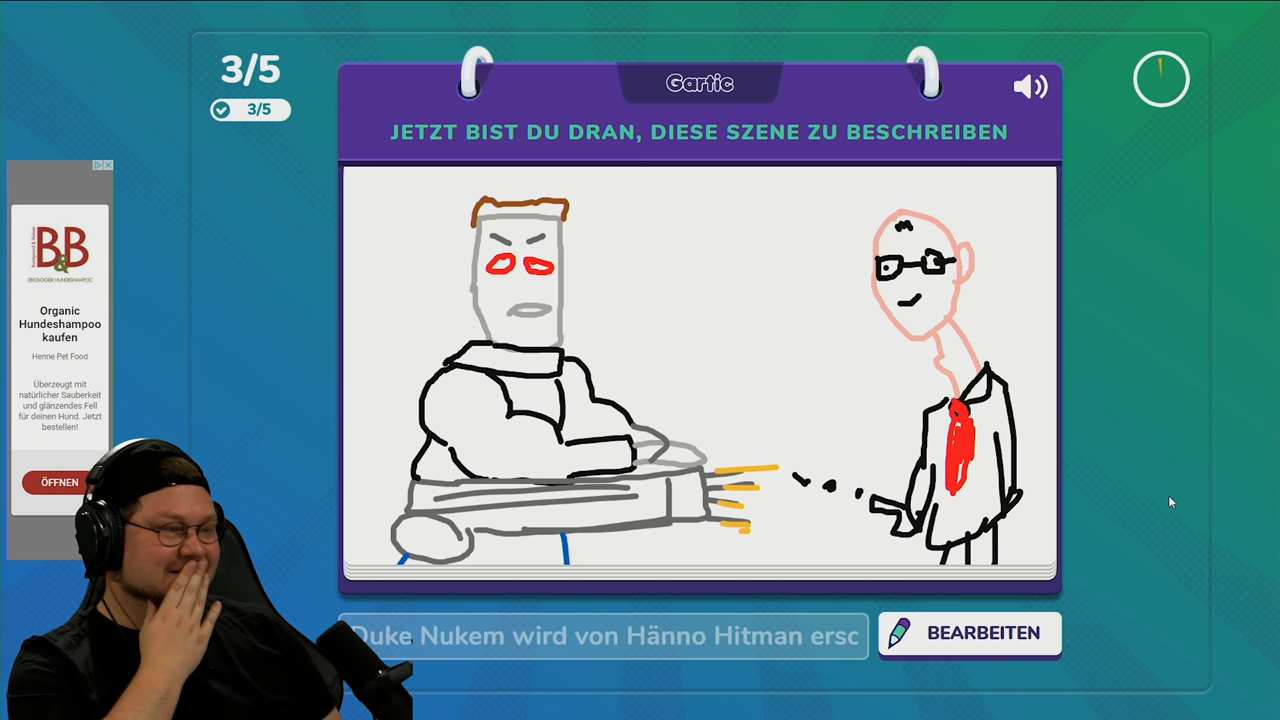 3/5
3/5
Gartic
JETZT BIST DU DRAN, DIESE SZENE ZU BESCHREIBEN
B&B
ÖKOLOGISK HUNDESHAMPOO
Organic
Hundeshampoo
kaufen
Henne Pet Food
Überzeugt mit
natürlicher Sauberkeit
und glänzendes Fell
für deinen Hund. Jetzt
bestellen!
ÖFFNEN
Duke Nukem wird von Hänno Hitman ersc
BEARBEITEN